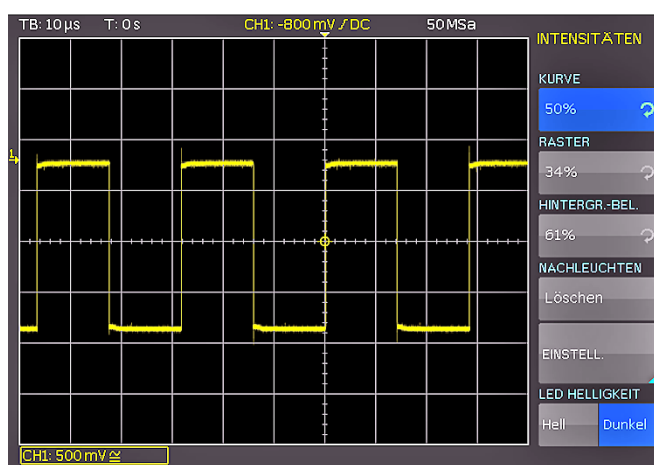 TB: 10 µs T: 0 s CH1: -800 mV ⌠ DC 50 MSa
INTENSITÄTEN
KURVE
50%
RASTER
34%
HINTERGR.-BEL.
61%
NACHLEUCHTEN
Löschen
EINSTELL.
LED HELLIGKEIT
Hell Dunkel
1
CH1: 500 mV ≅